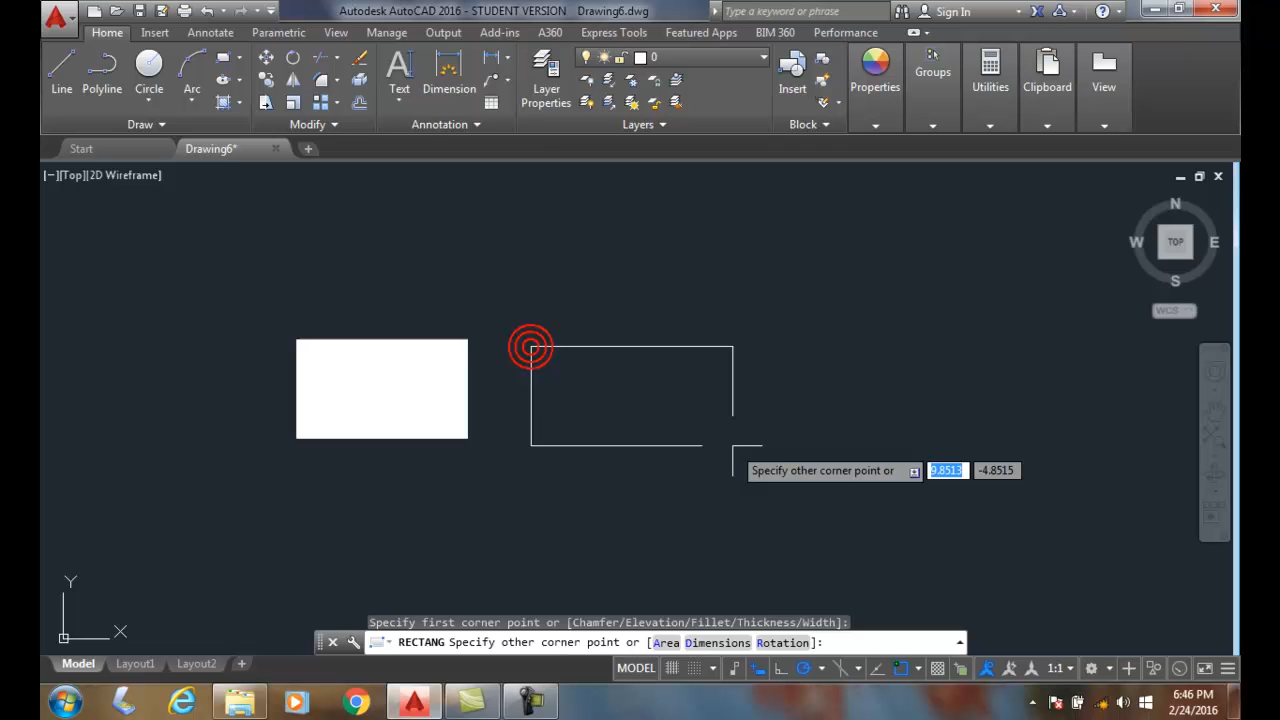 Autodesk AutoCAD 2016 - STUDENT VERSION Drawing6.dwg
Type a keyword or phrase
Sign In
Home Insert Annotate Parametric View Manage Output Add-ins A360 Express Tools Featured Apps BIM 360 Performance
0
Line Polyline Circle Arc Text Dimension Layer Properties Insert Properties Groups Utilities Clipboard View
Draw Modify Annotation Layers Block
Start Drawing6*
[−][Top][2D Wireframe]
N
W TOP E
S
WCS
Specify other corner point or 9.8513 -4.8515
Y
X
Specify first corner point or [Chamfer/Elevation/Fillet/Thickness/Width]:
RECTANG Specify other corner point or [Area Dimensions Rotation]:
Model Layout1 Layout2 +
MODEL 1:1
6:46 PM
2/24/2016